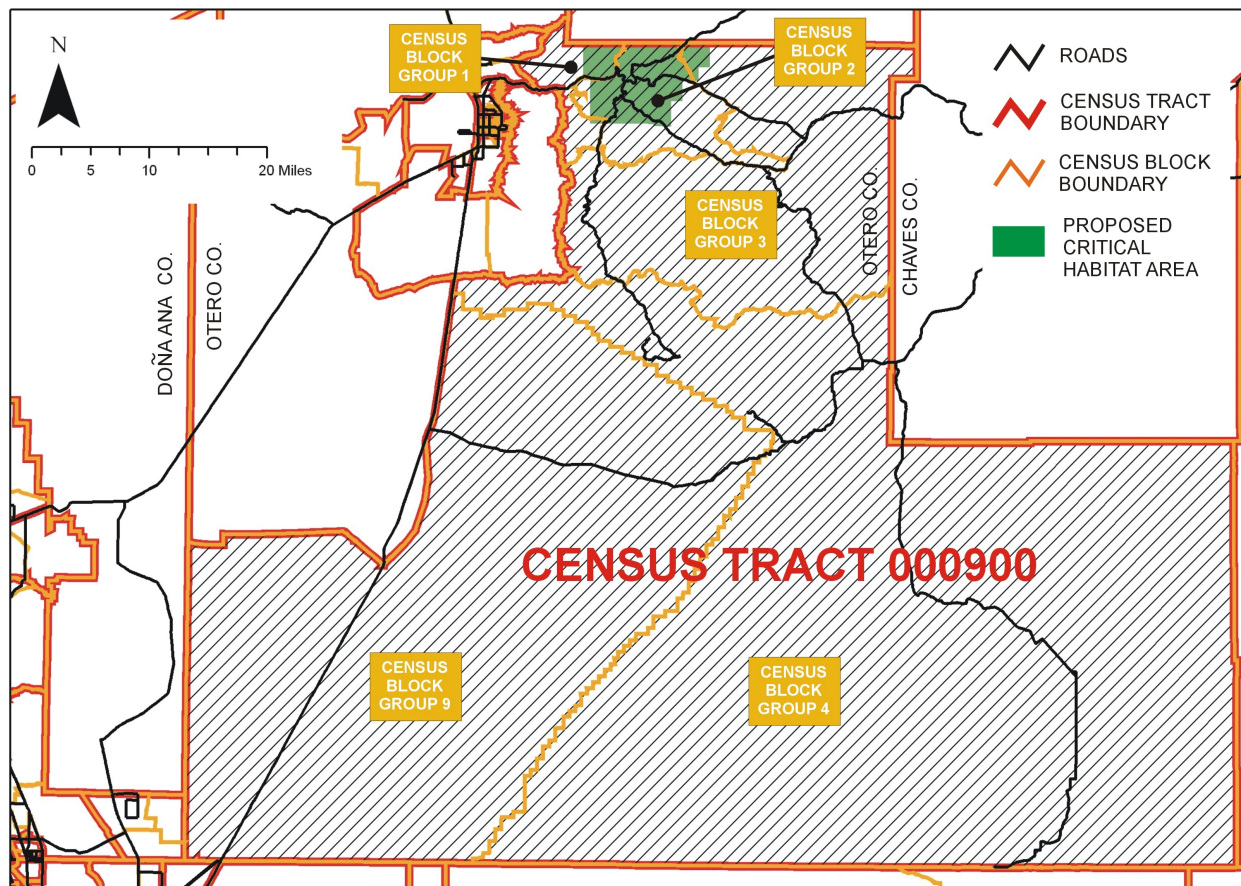 N
0 5 10 20 Miles
CENSUS
BLOCK
GROUP 1
CENSUS
BLOCK
GROUP 2
ROADS
CENSUS TRACT
BOUNDARY
CENSUS BLOCK
BOUNDARY
PROPOSED
CRITICAL
HABITAT AREA
CENSUS
BLOCK
GROUP 3
OTERO CO.
CHAVES CO.
DOÑA ANA CO.
OTERO CO.
CENSUS TRACT 000900
CENSUS
BLOCK
GROUP 9
CENSUS
BLOCK
GROUP 4